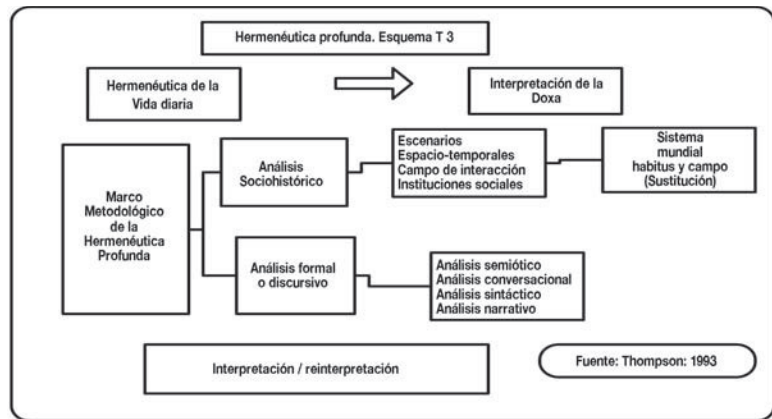 Hermenéutica profunda. Esquema T 3
Hermenéutica de la
Vida diaria
Interpretación de la
Doxa
Marco
Metodológico
de la
Hermenéutica
Profunda
Análisis
Sociohistórico
Escenarios
Espacio-temporales
Campo de interacción
Instituciones sociales
Sistema
mundial
habitus y campo
(Sustitución)
Análisis formal
o discursivo
Análisis semiótico
Análisis conversacional
Análisis sintáctico
Análisis narrativo
Interpretación / reinterpretación
Fuente: Thompson: 1993